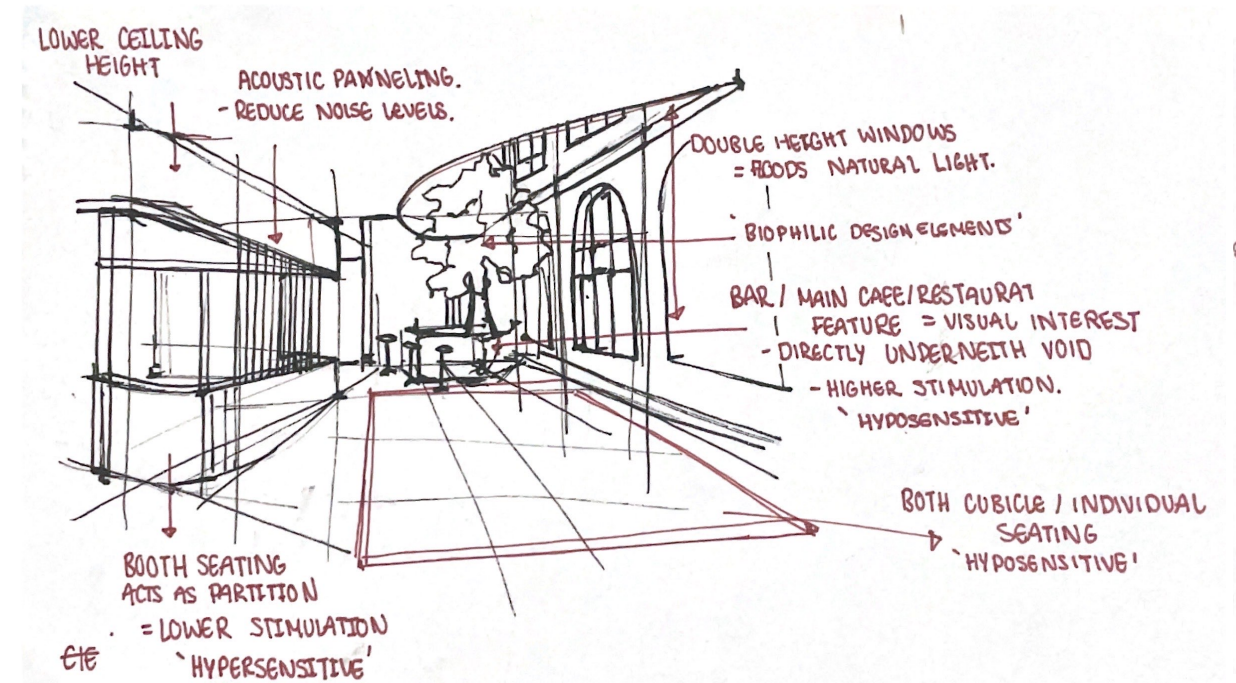 LOWER CEILING
HEIGHT
ACOUSTIC PANNELING.
- REDUCE NOISE LEVELS.
DOUBLE HEIGHT WINDOWS
= FLOODS NATURAL LIGHT.
'BIOPHILIC DESIGN ELEMENTS'
BAR / MAIN CAFE/RESTAURAT
FEATURE = VISUAL INTEREST
- DIRECTLY UNDERNEITH VOID
- HIGHER STIMULATION.
'HYPOSENSITIVE'
BOTH CUBICLE / INDIVIDUAL
SEATING
'HYPOSENSITIVE'
BOOTH SEATING
ACTS AS PARTITION
= LOWER STIMULATION
'HYPERSENSITIVE'